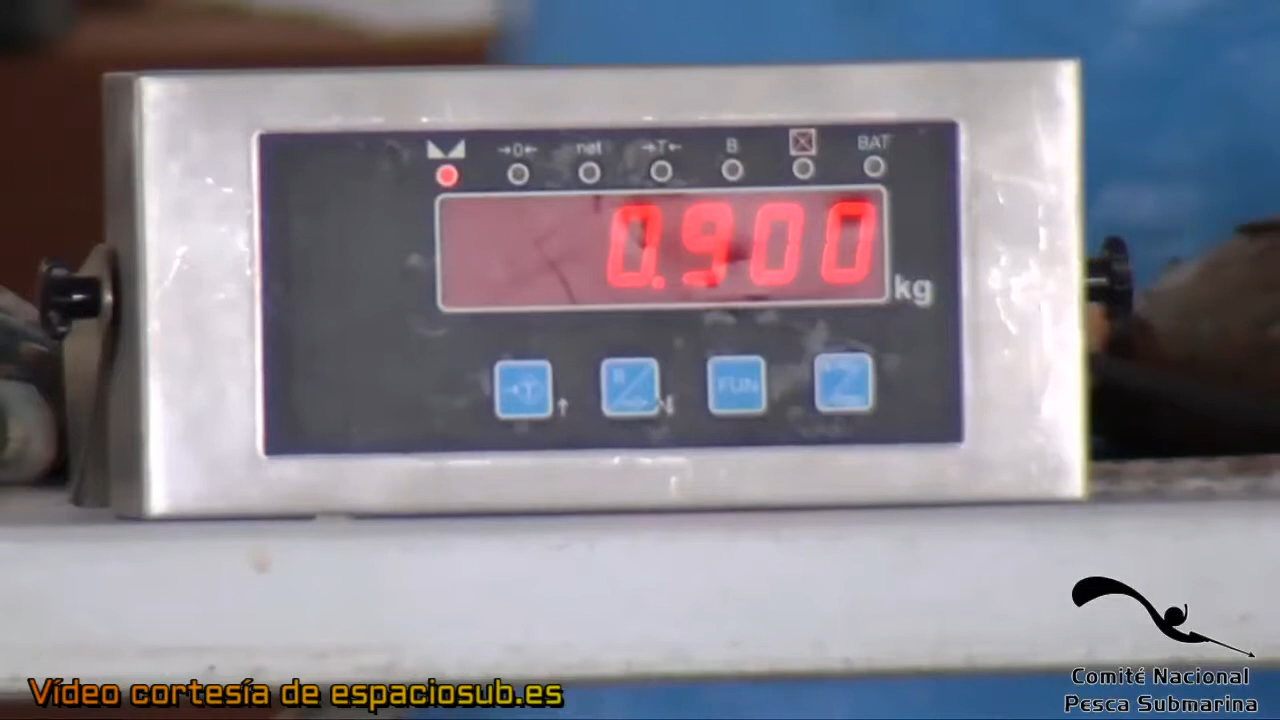 →0← net →T← B BAT
0.900
kg
FUN
Vídeo cortesía de espaciosub.es
Comité Nacional
Pesca Submarina